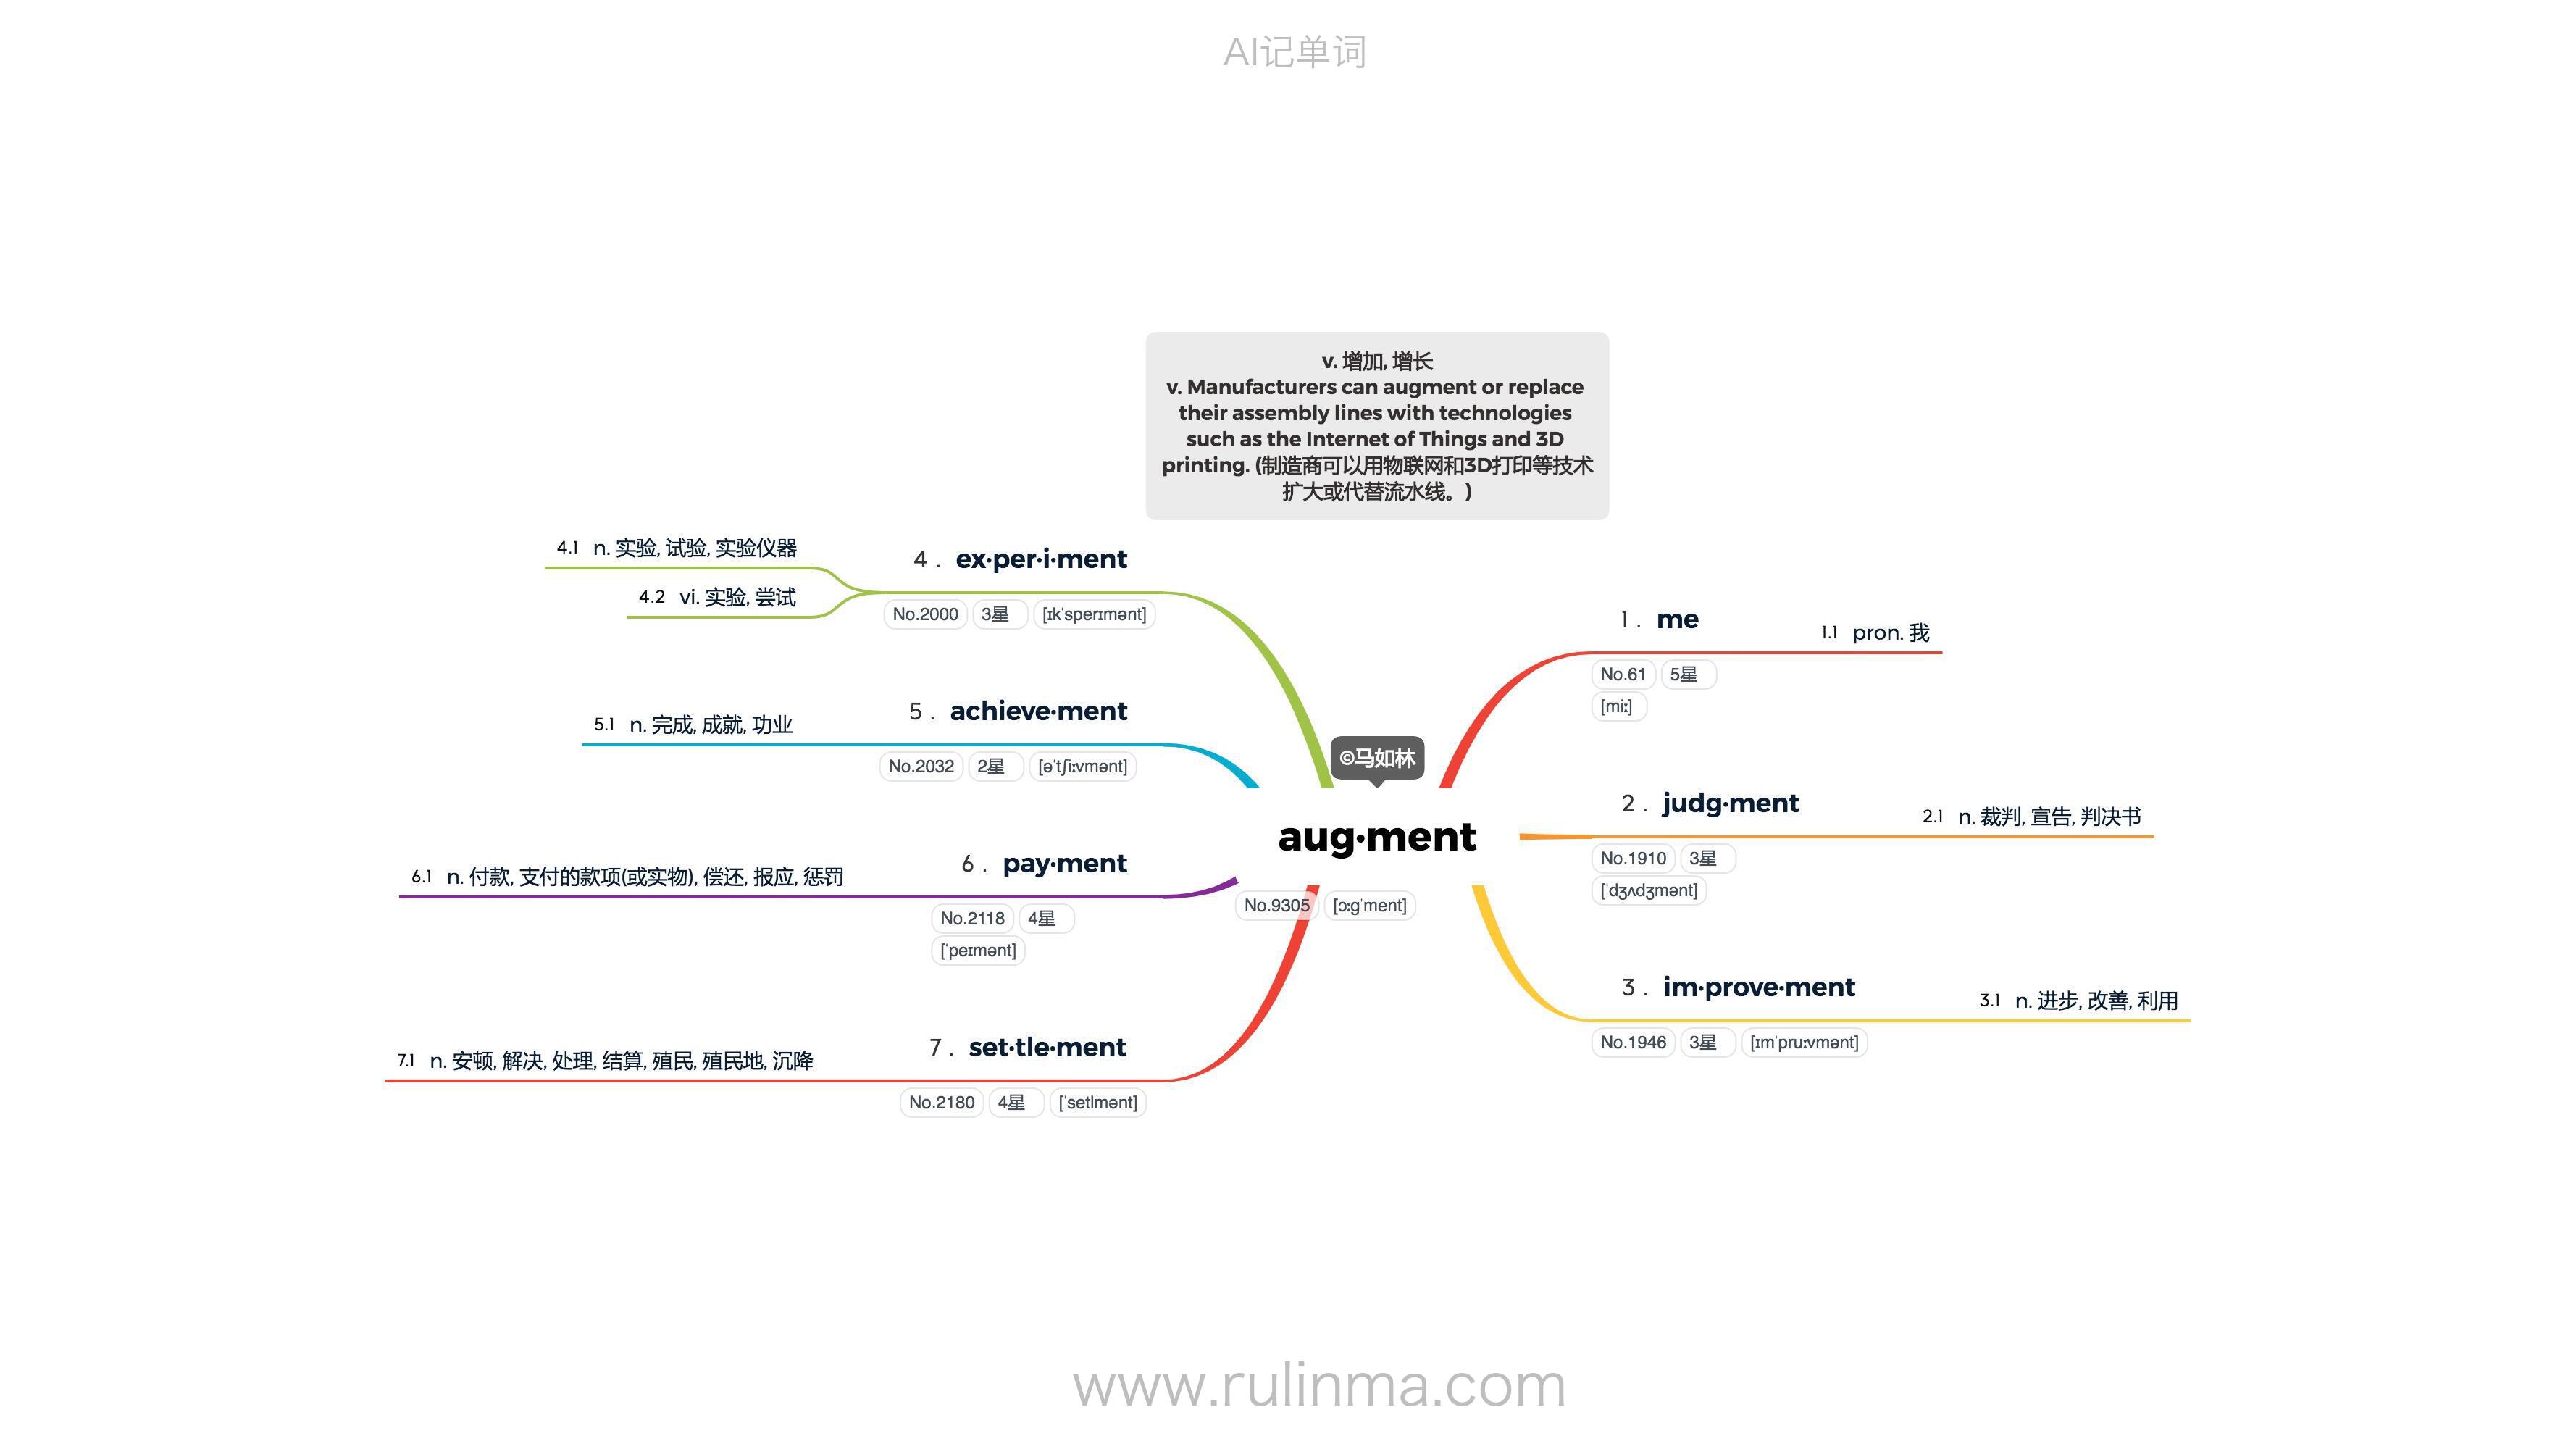 AI记单词
v. 增加, 增长
v. Manufacturers can augment or replace
their assembly lines with technologies
such as the Internet of Things and 3D
printing. (制造商可以用物联网和3D打印等技术
扩大或代替流水线。)
©马如林
aug·ment
No.9305 [ɔːɡˈment]
1. me
No.61 5星
[miː]
1.1 pron. 我
2. judg·ment
No.1910 3星
[ˈdʒʌdʒmənt]
2.1 n. 裁判, 宣告, 判决书
3. im·prove·ment
No.1946 3星 [ɪmˈpruːvmənt]
3.1 n. 进步, 改善, 利用
4. ex·per·i·ment
No.2000 3星 [ɪkˈsperɪmənt]
4.1 n. 实验, 试验, 实验仪器
4.2 vi. 实验, 尝试
5. achieve·ment
No.2032 2星 [əˈtʃiːvmənt]
5.1 n. 完成, 成就, 功业
6. pay·ment
No.2118 4星
[ˈpeɪmənt]
6.1 n. 付款, 支付的款项(或实物), 偿还, 报应, 惩罚
7. set·tle·ment
No.2180 4星 [ˈsetlmənt]
7.1 n. 安顿, 解决, 处理, 结算, 殖民, 殖民地, 沉降
www.rulinma.com